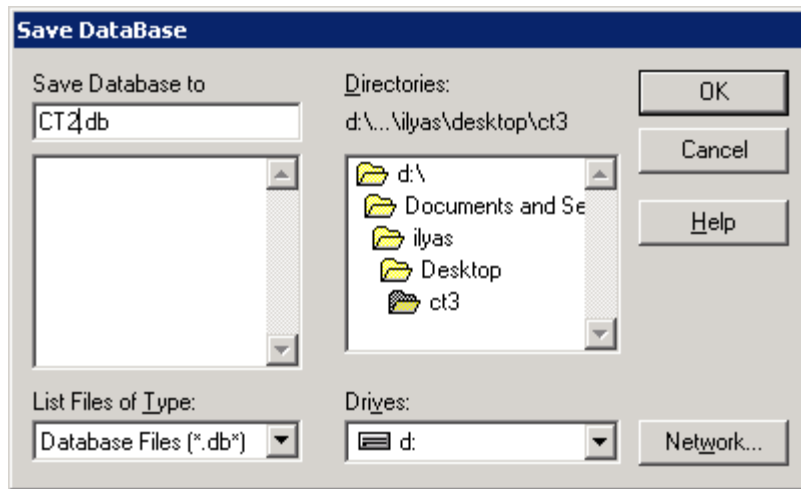 Save DataBase
Save Database to
CT2.db
Directories:
d:\...\ilyas\desktop\ct3
d:\
Documents and Se
ilyas
Desktop
ct3
OK
Cancel
Help
List Files of Type:
Database Files (*.db*)
Drives:
d:
Network...